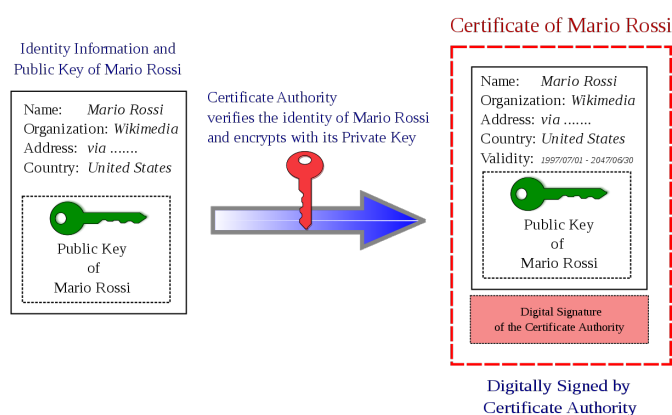 Identity Information and
Public Key of Mario Rossi
Name: Mario Rossi
Organization: Wikimedia
Address: via .......
Country: United States
Public Key
of
Mario Rossi
Certificate Authority
verifies the identity of Mario Rossi
and encrypts with its Private Key
Certificate of Mario Rossi
Name: Mario Rossi
Organization: Wikimedia
Address: via .......
Country: United States
Validity: 1997/07/01 - 2047/06/30
Public Key
of
Mario Rossi
Digital Signature
of the Certificate Authority
Digitally Signed by
Certificate Authority